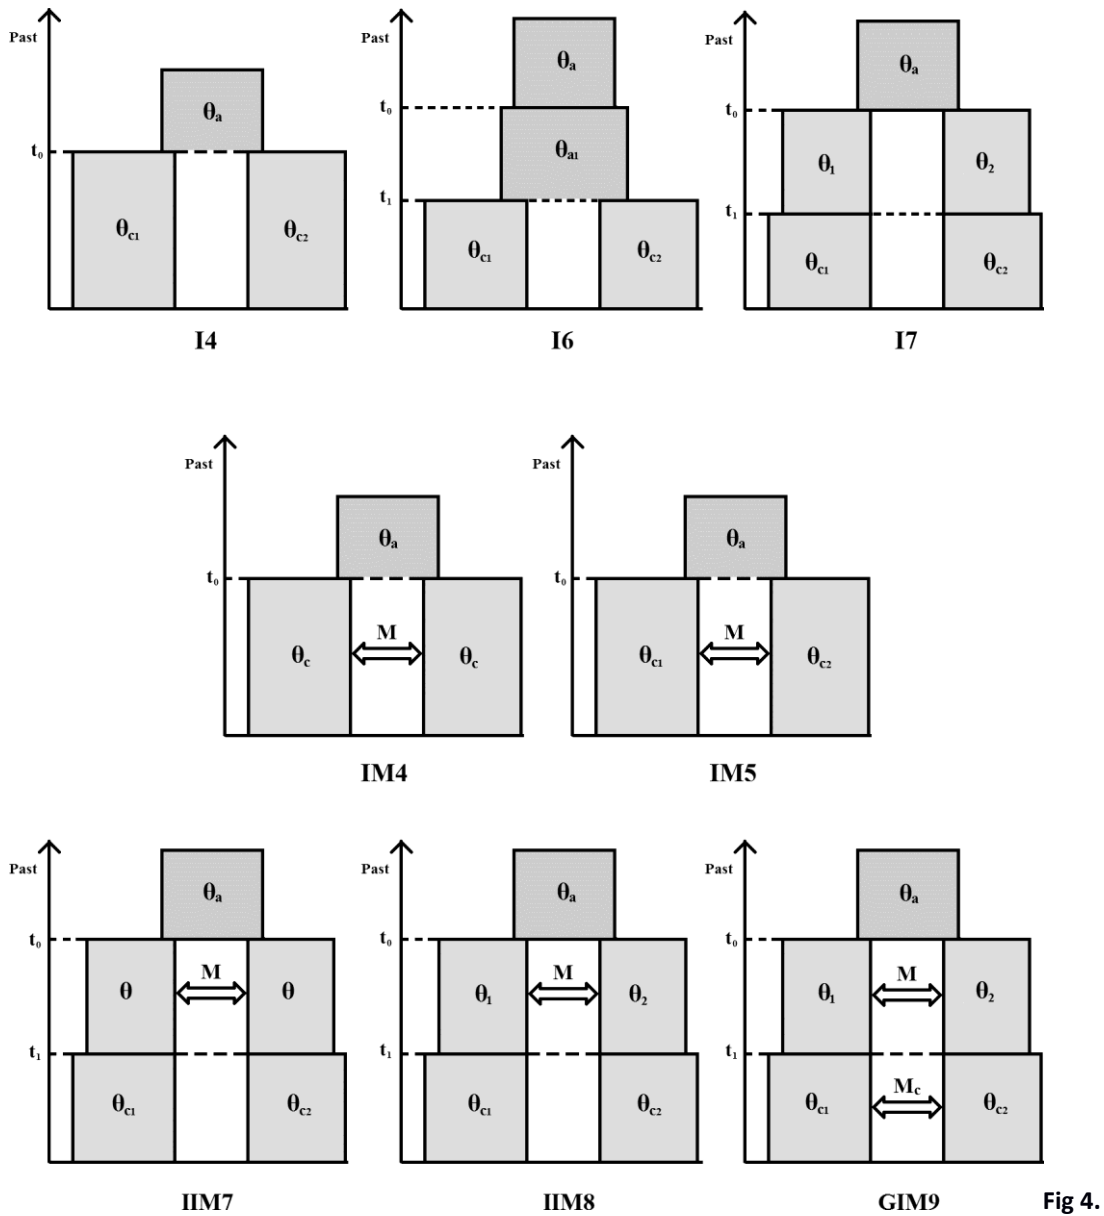 Past Past Past
θa θa θa
t₀ θa1 t₀
t₀ t₁ θ1 θ2
θc1 θc2 θc1 θc2 t₁ θc1 θc2
I4 I6 I7
Past Past
θa θa
t₀ t₀
θc M θc θc1 M θc2
IM4 IM5
Past Past Past
θa θa θa
t₀ t₀ t₀
θ M θ θ1 M θ2 θ1 M θ2
t₁ t₁ t₁
θc1 θc2 θc1 θc2 θc1 Mc θc2
IIM7 IIM8 GIM9 Fig 4.